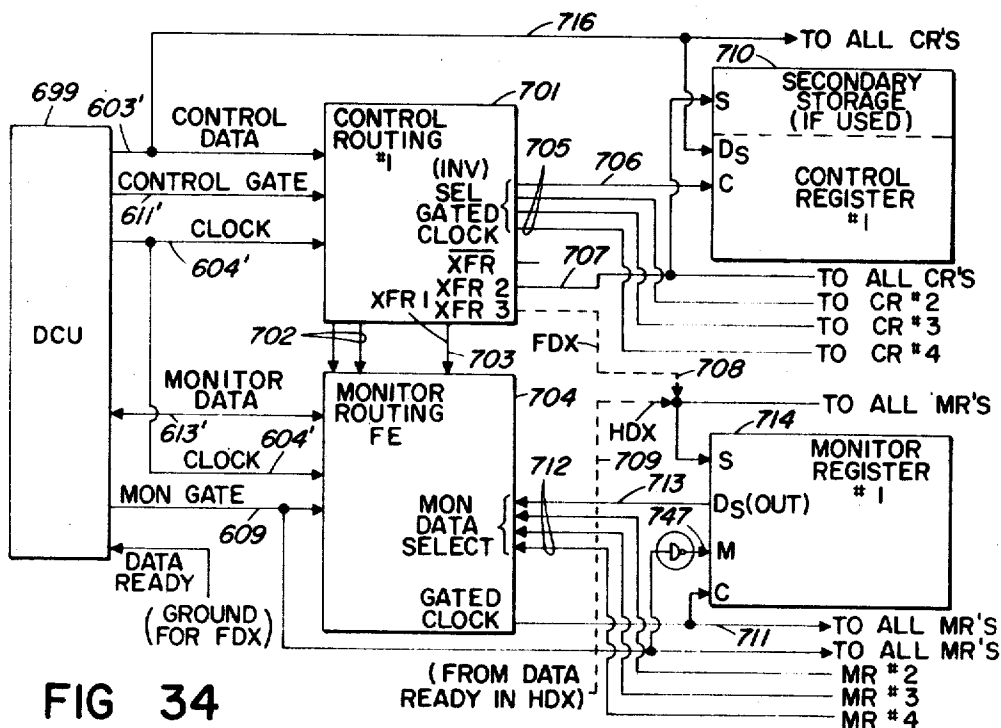 716
TO ALL CR'S
699
603'
CONTROL
DATA
701
CONTROL
ROUTING
#1
710
SECONDARY
STORAGE
(IF USED)
S
DS
C
CONTROL
REGISTER
#1
705
706
(INV)
SEL
GATED
CLOCK
CONTROL GATE
611'
CLOCK
604'
XFR
XFR 2
XFR 1
XFR 3
707
TO ALL CR'S
TO CR #2
TO CR #3
TO CR #4
DCU
702
703
FDX
708
MONITOR
DATA
613'
MONITOR
ROUTING
FE
704
TO ALL MR'S
HDX
714
604'
CLOCK
709
S
MONITOR
REGISTER
#1
MON GATE
609
712
MON
DATA
SELECT
713
DS(OUT)
747
D
M
C
DATA
READY
(GROUND
FOR FDX)
GATED
CLOCK
711
TO ALL MR'S
TO ALL MR'S
(FROM DATA
READY IN HDX)
MR #2
MR #3
MR #4
FIG 34